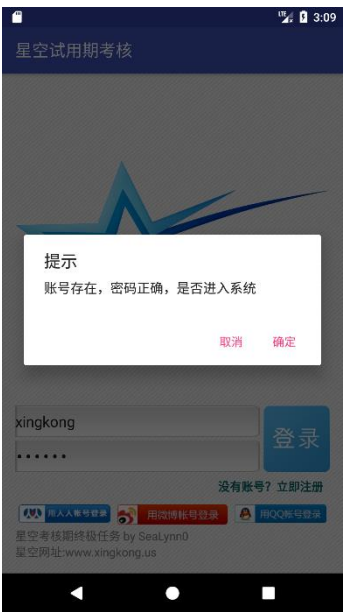 3:09
星空试用期考核
提示
账号存在，密码正确，是否进入系统
取消
确定
xingkong
••••••
登录
没有账号？立即注册
用人人帐号登录
用微博帐号登录
用QQ帐号登录
星空考核期终极任务 by SeaLynn0
星空网址:www.xingkong.us